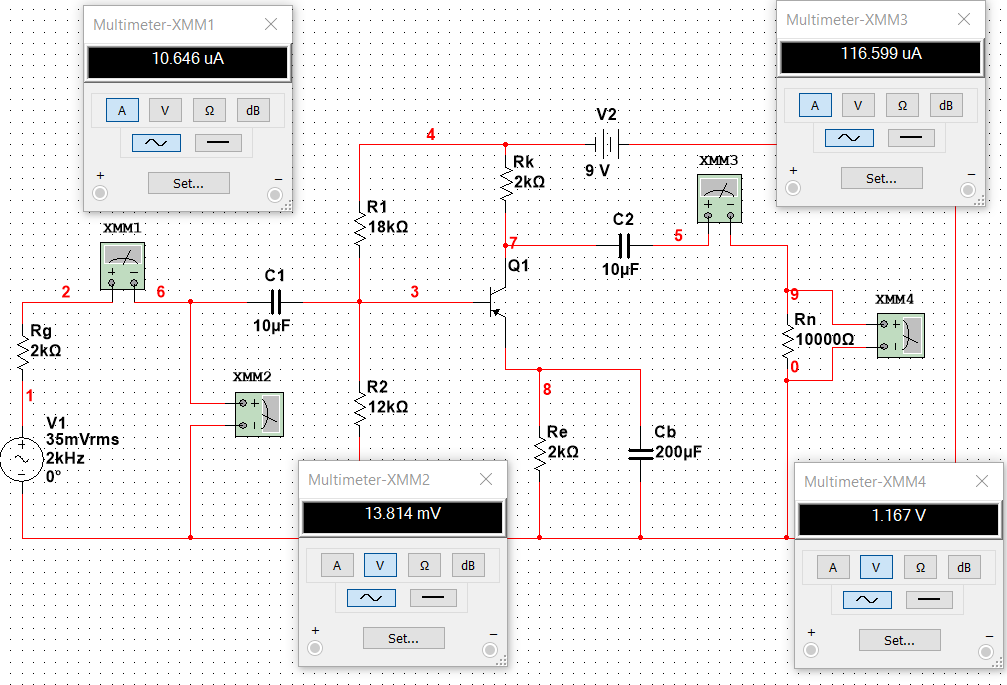 Multimeter-XMM1
10.646 uA
A V Ω dB
+ −
Set...
Multimeter-XMM3
116.599 uA
A V Ω dB
+ −
Set...
4
V2
9 V
Rk
2kΩ
XMM3
+ −
R1
18kΩ
C2
10µF
5
7
Q1
XMM1
+ −
2
6
C1
10µF
3
9
XMM4
+
−
Rn
10000Ω
0
Rg
2kΩ
1
XMM2
+
−
R2
12kΩ
8
V1
35mVrms
2kHz
0°
Re
2kΩ
Cb
200µF
Multimeter-XMM2
13.814 mV
A V Ω dB
+ −
Set...
Multimeter-XMM4
1.167 V
A V Ω dB
+ −
Set...